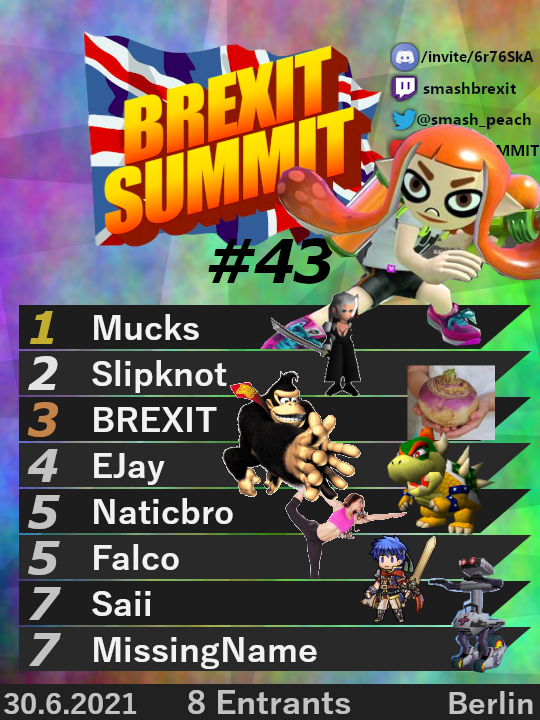 BREXIT
SUMMIT
/invite/6r76SkA
smashbrexit
@smash_peach
MMIT
#43
1 Mucks
2 Slipknot
3 BREXIT
4 EJay
5 Naticbro
5 Falco
7 Saii
7 MissingName
30.6.2021 8 Entrants Berlin